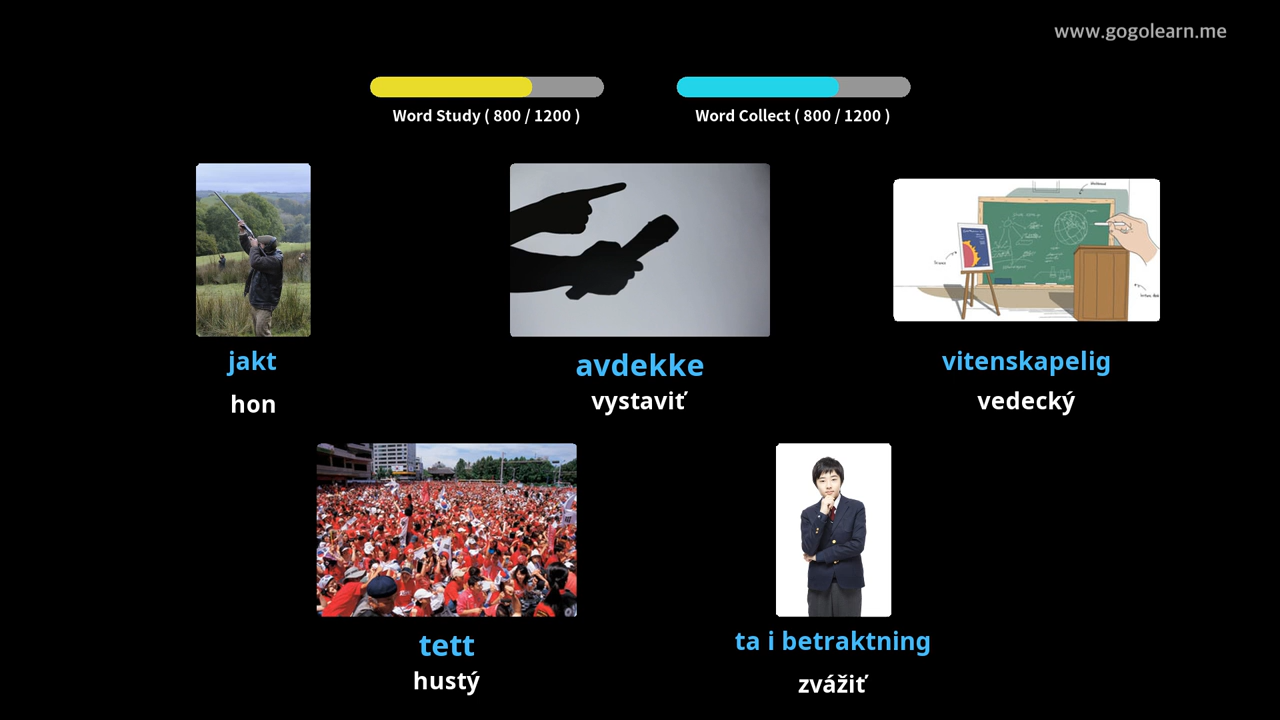 www.gogolearn.me
Word Study ( 800 / 1200 )
Word Collect ( 800 / 1200 )
jakt
hon
avdekke
vystaviť
vitenskapelig
vedecký
tett
hustý
ta i betraktning
zvážiť